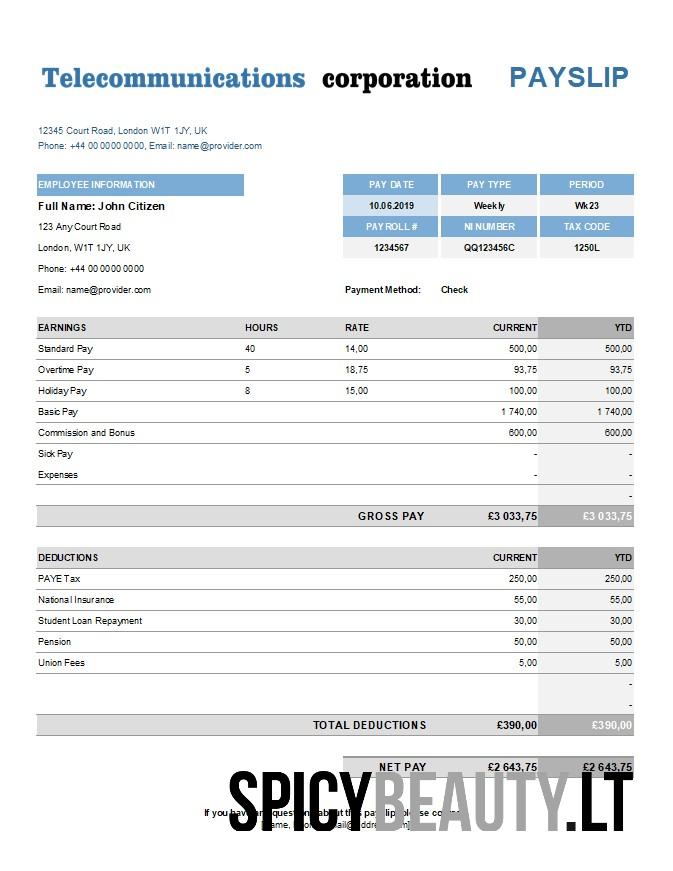 Telecommunications corporation PAYSLIP
12345 Court Road, London W1T 1JY, UK
Phone: +44 00 0000 0000, Email: name@provider.com
EMPLOYEE INFORMATION PAY DATE PAY TYPE PERIOD
Full Name: John Citizen 10.06.2019 Weekly Wk23
123 Any Court Road PAYROLL # NI NUMBER TAX CODE
London, W1T 1JY, UK 1234567 QQ123456C 1250L
Phone: +44 00 0000 0000
Email: name@provider.com Payment Method: Check
EARNINGS HOURS RATE CURRENT YTD
Standard Pay 40 14,00 500,00 500,00
Overtime Pay 5 18,75 93,75 93,75
Holiday Pay 8 15,00 100,00 100,00
Basic Pay 1 740,00 1 740,00
Commission and Bonus 600,00 600,00
Sick Pay - -
Expenses - -
-
GROSS PAY £3 033,75 £3 033,75
DEDUCTIONS CURRENT YTD
PAYE Tax 250,00 250,00
National Insurance 55,00 55,00
Student Loan Repayment 30,00 30,00
Pension 50,00 50,00
Union Fees 5,00 5,00
-
-
TOTAL DEDUCTIONS £390,00 £390,00
NET PAY £2 643,75 £2 643,75
SPICYBEAUTY.LT
If you have any questions about this payslip, please